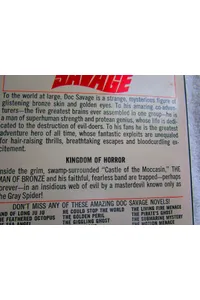 SAVAGE
To the world at large, Doc Savage is a strange, mysterious figure of
glistening bronze skin and golden eyes. To his amazing co-adven-
turers—the five greatest brains ever assembled in one group—he is
a man of superhuman strength and protean genius, whose life is dedi-
cated to the destruction of evil-doers. To his fans he is the greatest
adventure hero of all time, whose fantastic exploits are unequaled
for hair-raising thrills, breathtaking escapes and bloodcurdling ex-
citement.
KINGDOM OF HORROR
Inside the grim, swamp-surrounded "Castle of the Moccasin," THE
MAN OF BRONZE and his faithful, fearless band are trapped—perhaps
forever—in an insidious web of evil by a masterdevil known only as
the Gray Spider!
DON'T MISS ANY OF THESE AMAZING DOC SAVAGE NOVELS!
LAND OF LONG JU JU
THE FEATHERED OCTOPUS
SEA ANGEL
HE COULD STOP THE WORLD
THE GOLDEN PERIL
THE GIGGLING GHOST
THE LIVING FIRE MENACE
THE PIRATE'S GHOST
THE SUBMARINE MYSTERY
THE MOTION MENACE